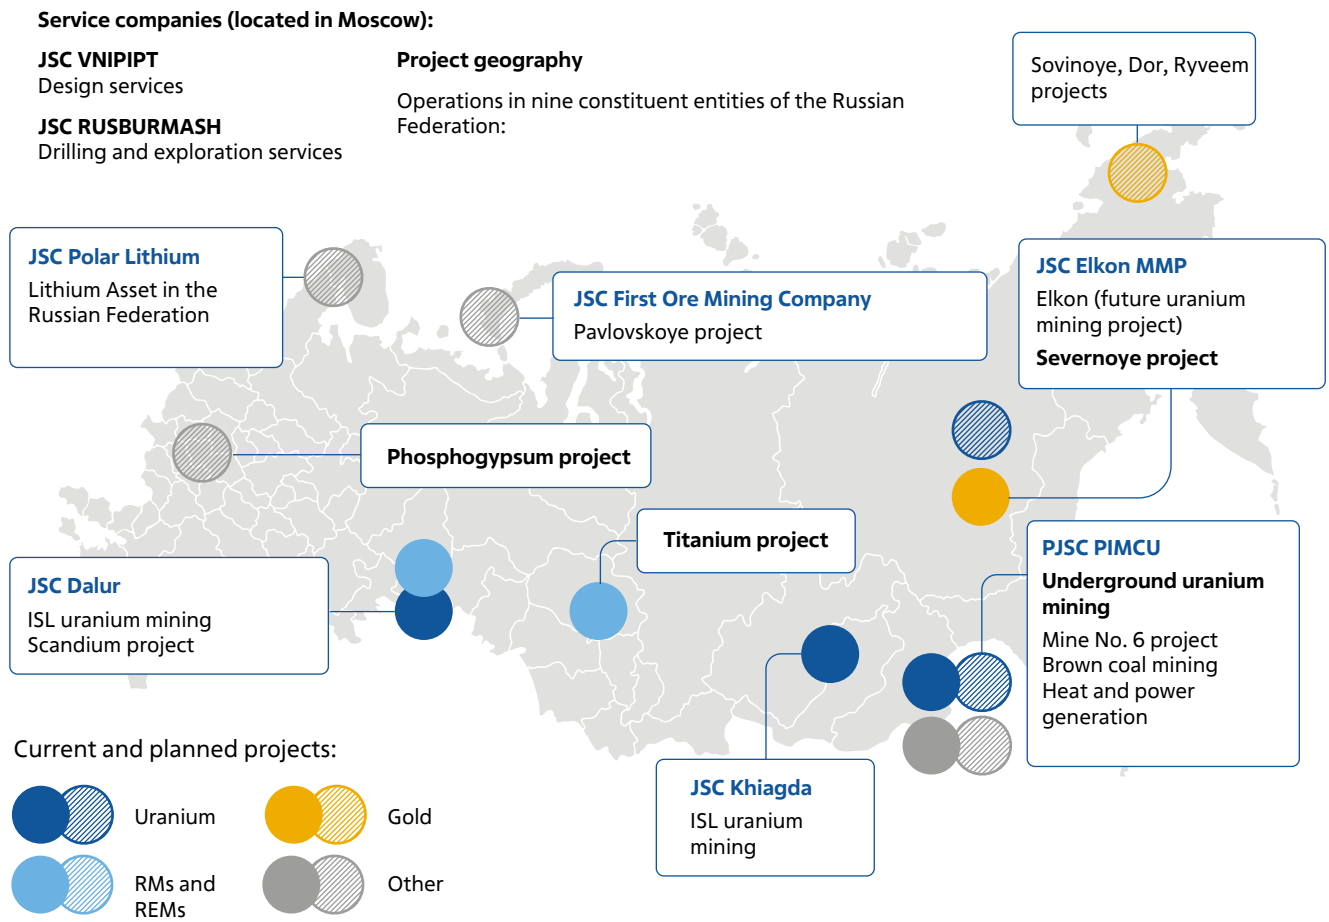 Service companies (located in Moscow):
JSC VNIPIPT
Design services
JSC RUSBURMASH
Drilling and exploration services
Project geography
Operations in nine constituent entities of the Russian
Federation:
Sovinoye, Dor, Ryveem
projects
JSC Polar Lithium
Lithium Asset in the
Russian Federation
JSC First Ore Mining Company
Pavlovskoye project
JSC Elkon MMP
Elkon (future uranium
mining project)
Severnoye project
Phosphogypsum project
Titanium project
JSC Dalur
ISL uranium mining
Scandium project
PJSC PIMCU
Underground uranium
mining
Mine No. 6 project
Brown coal mining
Heat and power
generation
JSC Khiagda
ISL uranium
mining
Current and planned projects:
Uranium
Gold
RMs and
REMs
Other